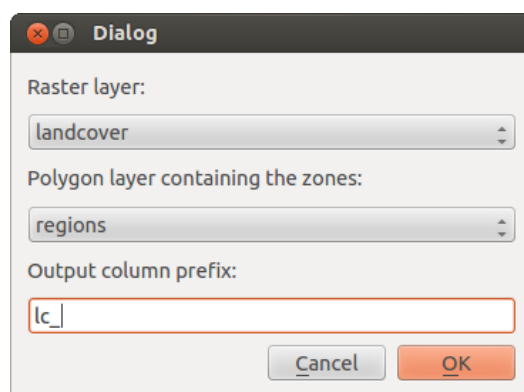 Dialog
Raster layer:
landcover
Polygon layer containing the zones:
regions
Output column prefix:
lc_
Cancel OK